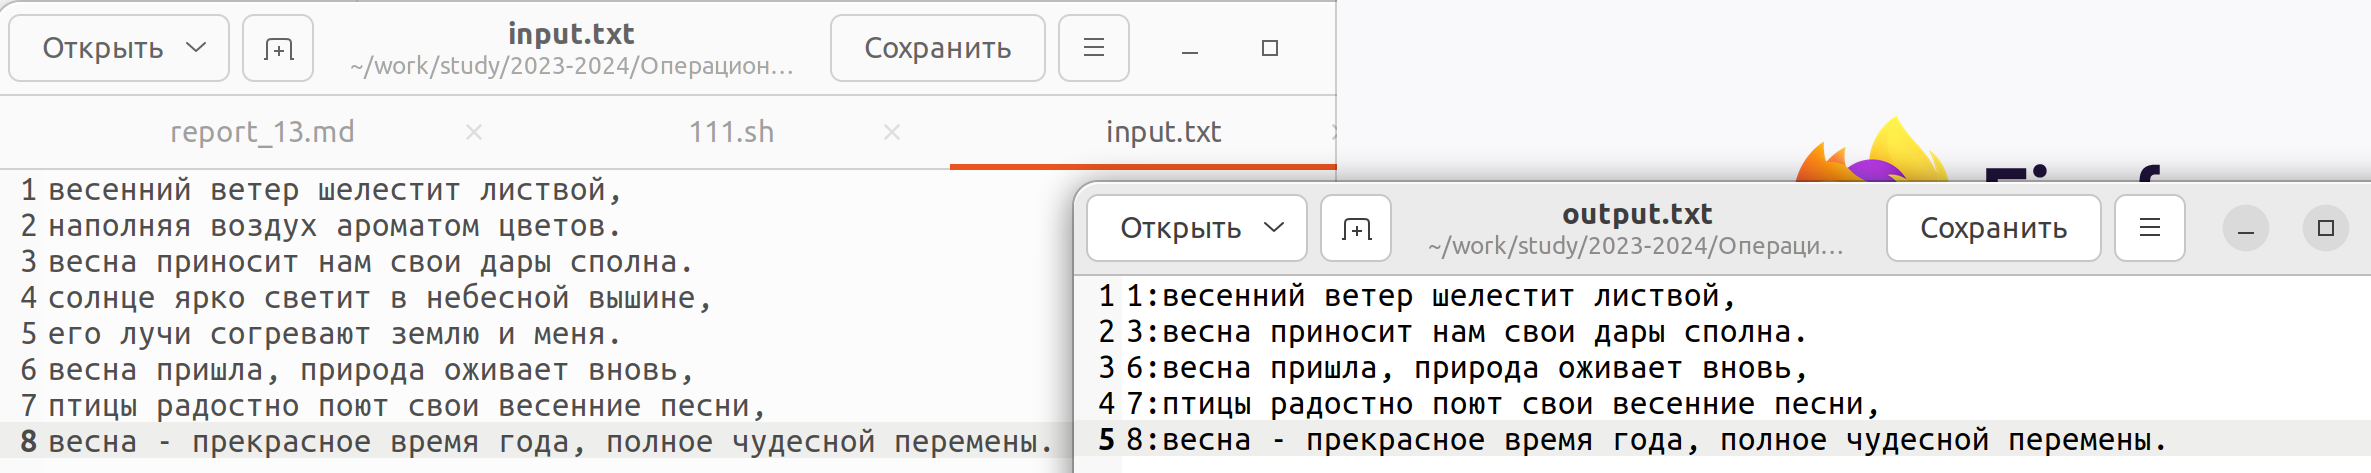 Открыть
input.txt
~/work/study/2023-2024/Операцион...
Сохранить
report_13.md
111.sh
input.txt
1 весенний ветер шелестит листвой,
2 наполняя воздух ароматом цветов.
3 весна приносит нам свои дары сполна.
4 солнце ярко светит в небесной вышине,
5 его лучи согревают землю и меня.
6 весна пришла, природа оживает вновь,
7 птицы радостно поют свои весенние песни,
8 весна - прекрасное время года, полное чудесной перемены.
Открыть
output.txt
~/work/study/2023-2024/Операци...
Сохранить
1 1:весенний ветер шелестит листвой,
2 3:весна приносит нам свои дары сполна.
3 6:весна пришла, природа оживает вновь,
4 7:птицы радостно поют свои весенние песни,
5 8:весна - прекрасное время года, полное чудесной перемены.